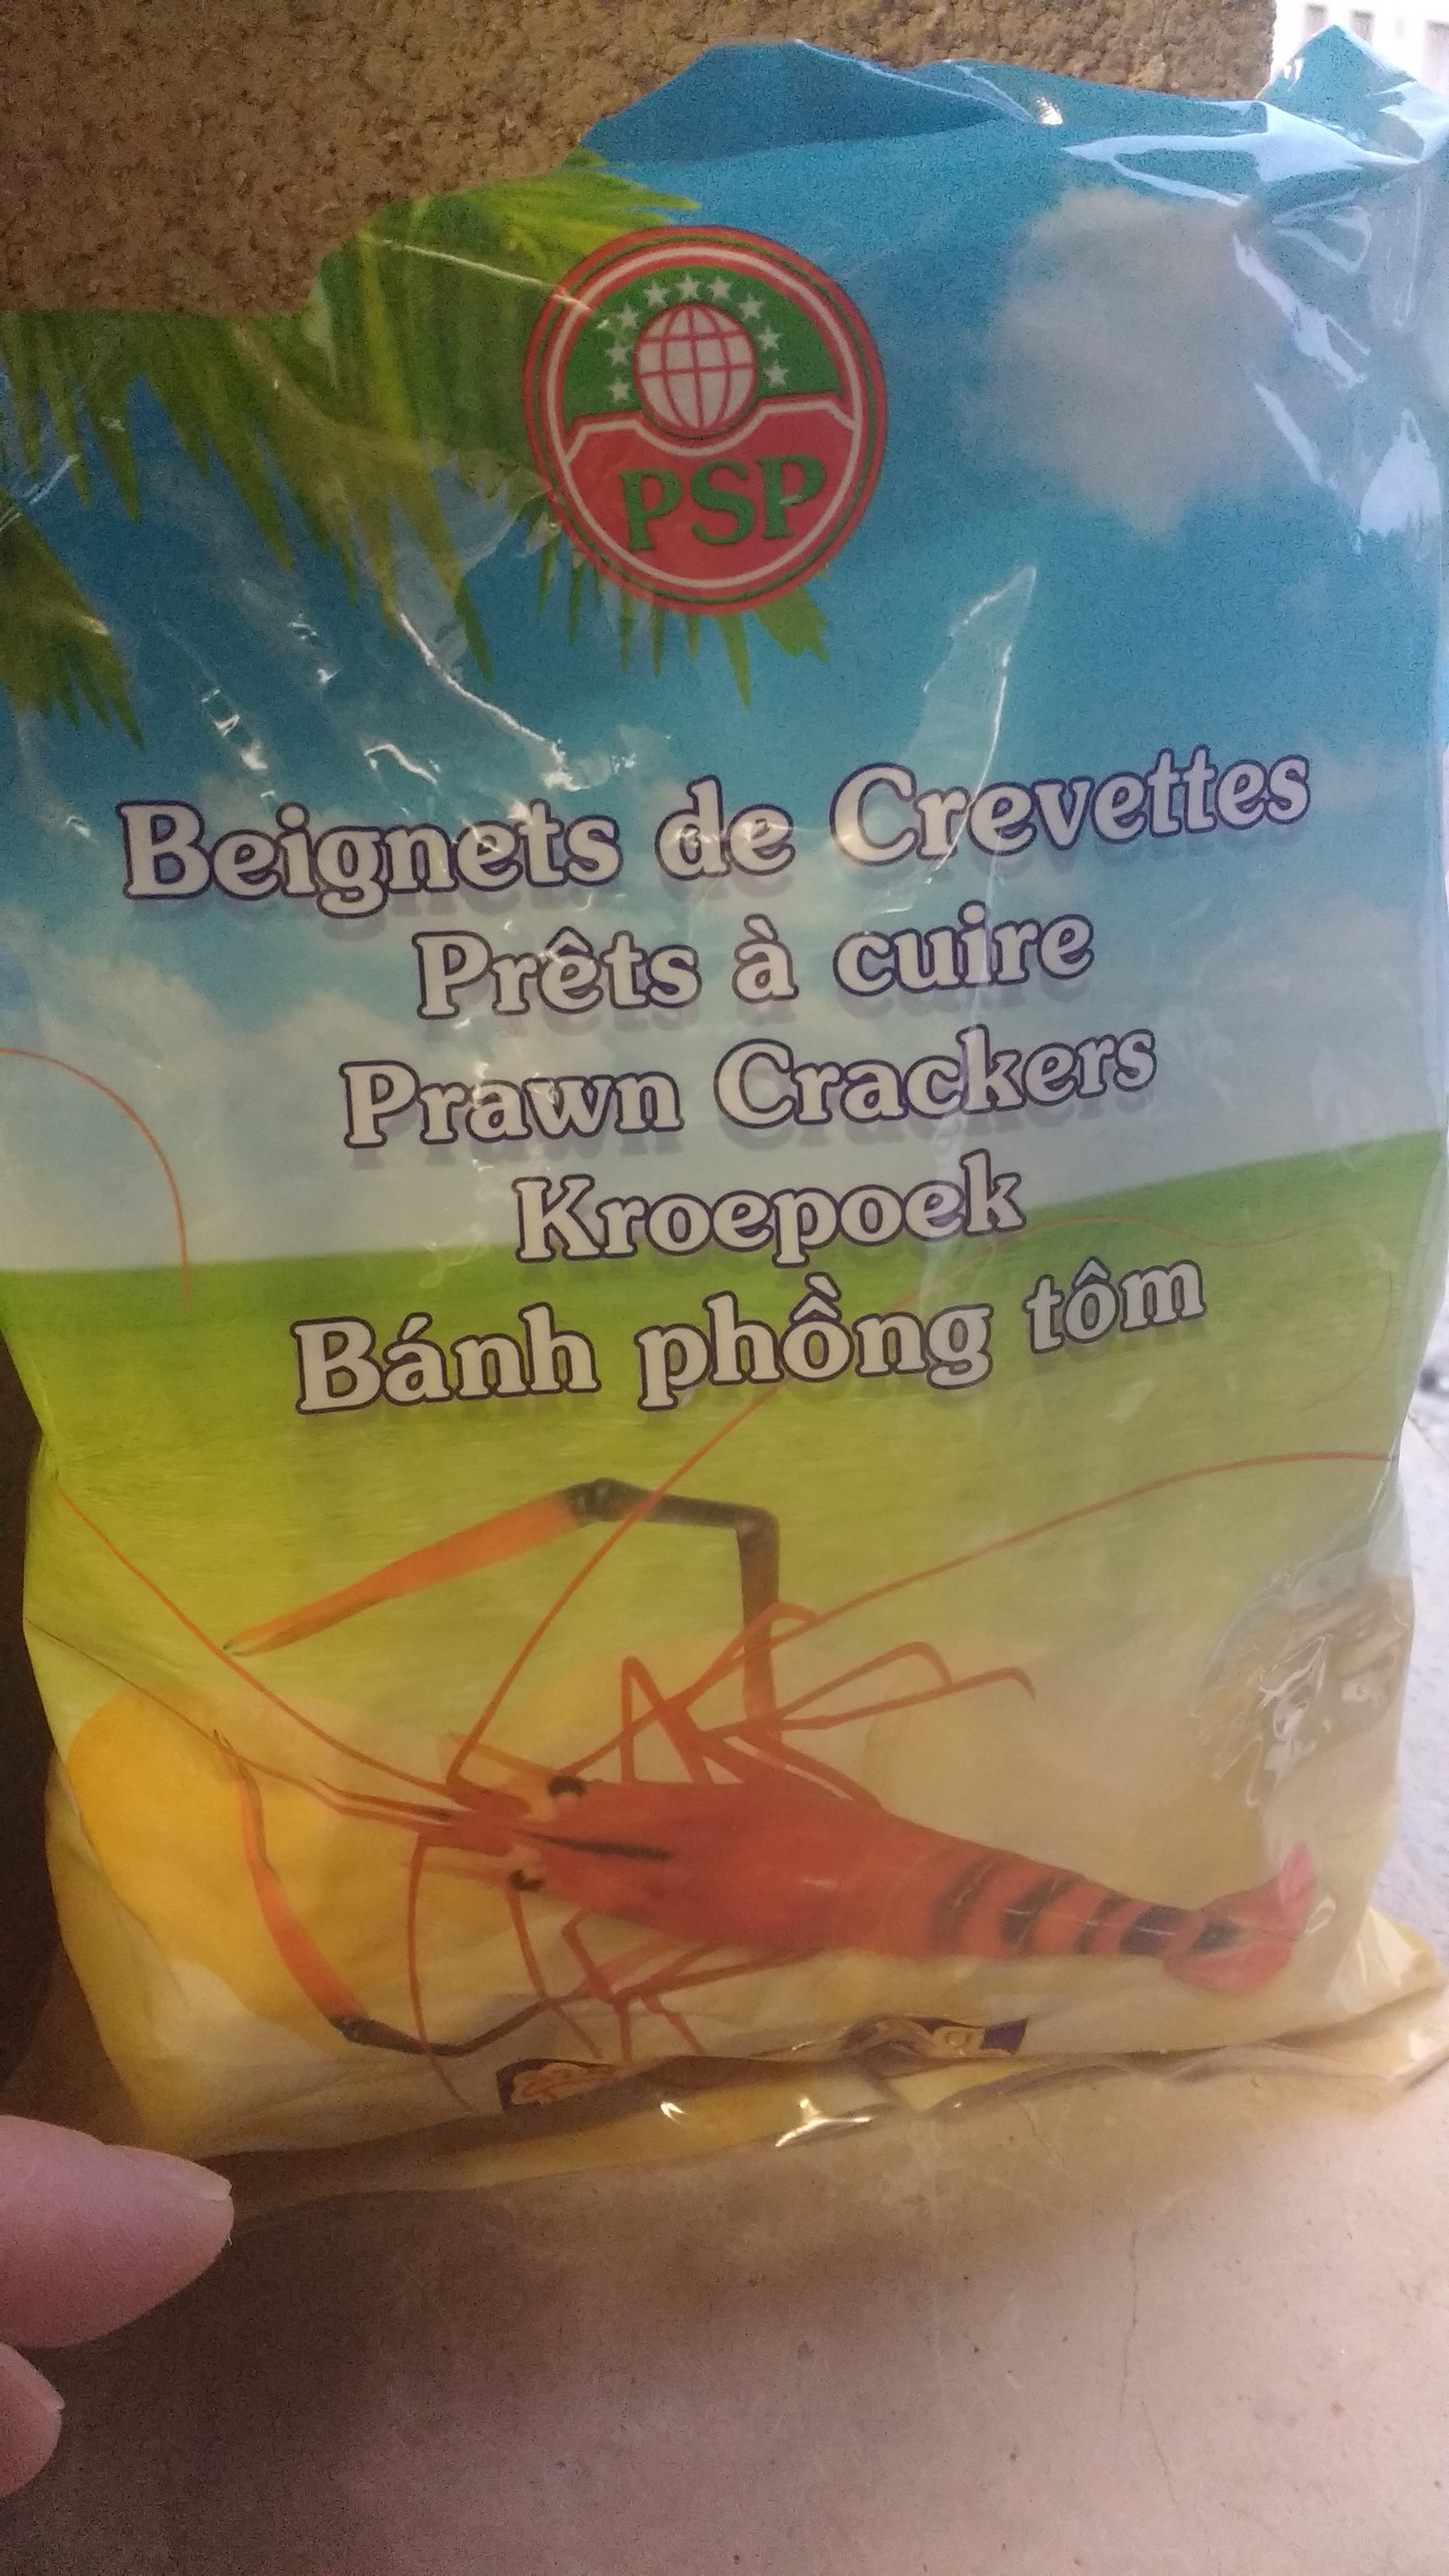 PSP
Beignets de Crevettes
Prêts à cuire
Prawn Crackers
Kroepoek
Bánh phồng tôm